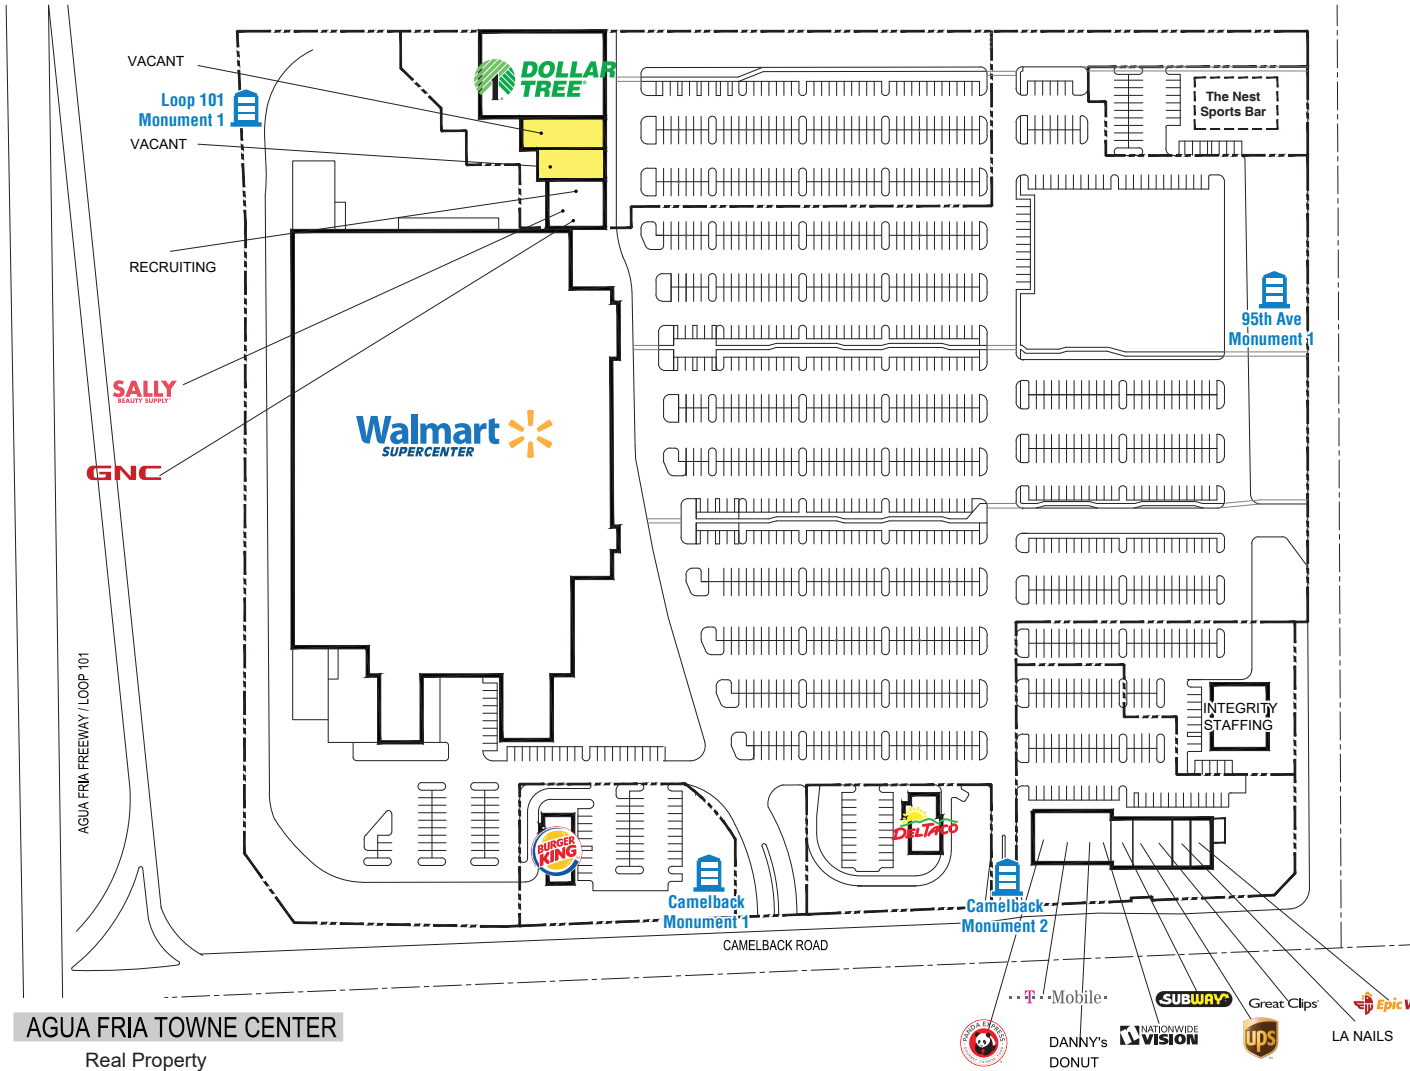 VACANT
DOLLAR
TREE
Loop 101
Monument 1
VACANT
The Nest
Sports Bar
RECRUITING
95th Ave
Monument 1
SALLY
BEAUTY SUPPLY
Walmart
SUPERCENTER
GNC
AGUA FRIA FREEWAY / LOOP 101
INTEGRITY
STAFFING
BURGER
KING
DEL TACO
Camelback
Monument 1
Camelback
Monument 2
CAMELBACK ROAD
T Mobile
SUBWAY
Great Clips
Epic W
PANDA EXPRESS
DANNY's
DONUT
NATIONWIDE
VISION
ups
LA NAILS
AGUA FRIA TOWNE CENTER
Real Property